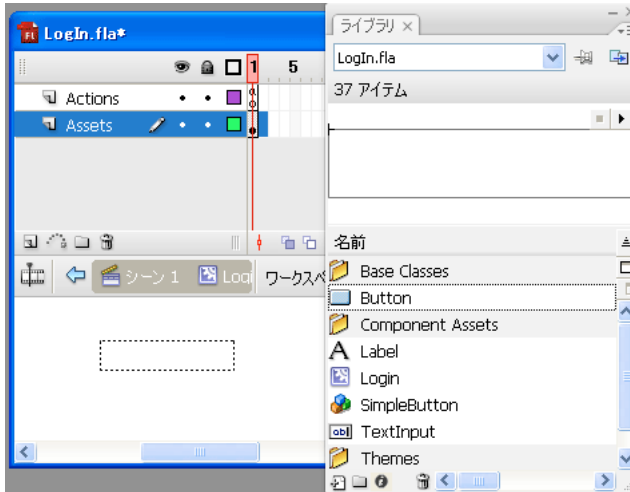 LogIn.fla*
1 5
Actions
Assets
シーン 1 Logi ワークスペ
ライブラリ ×
LogIn.fla
37 アイテム
名前
Base Classes
Button
Component Assets
A Label
Login
SimpleButton
abl TextInput
Themes